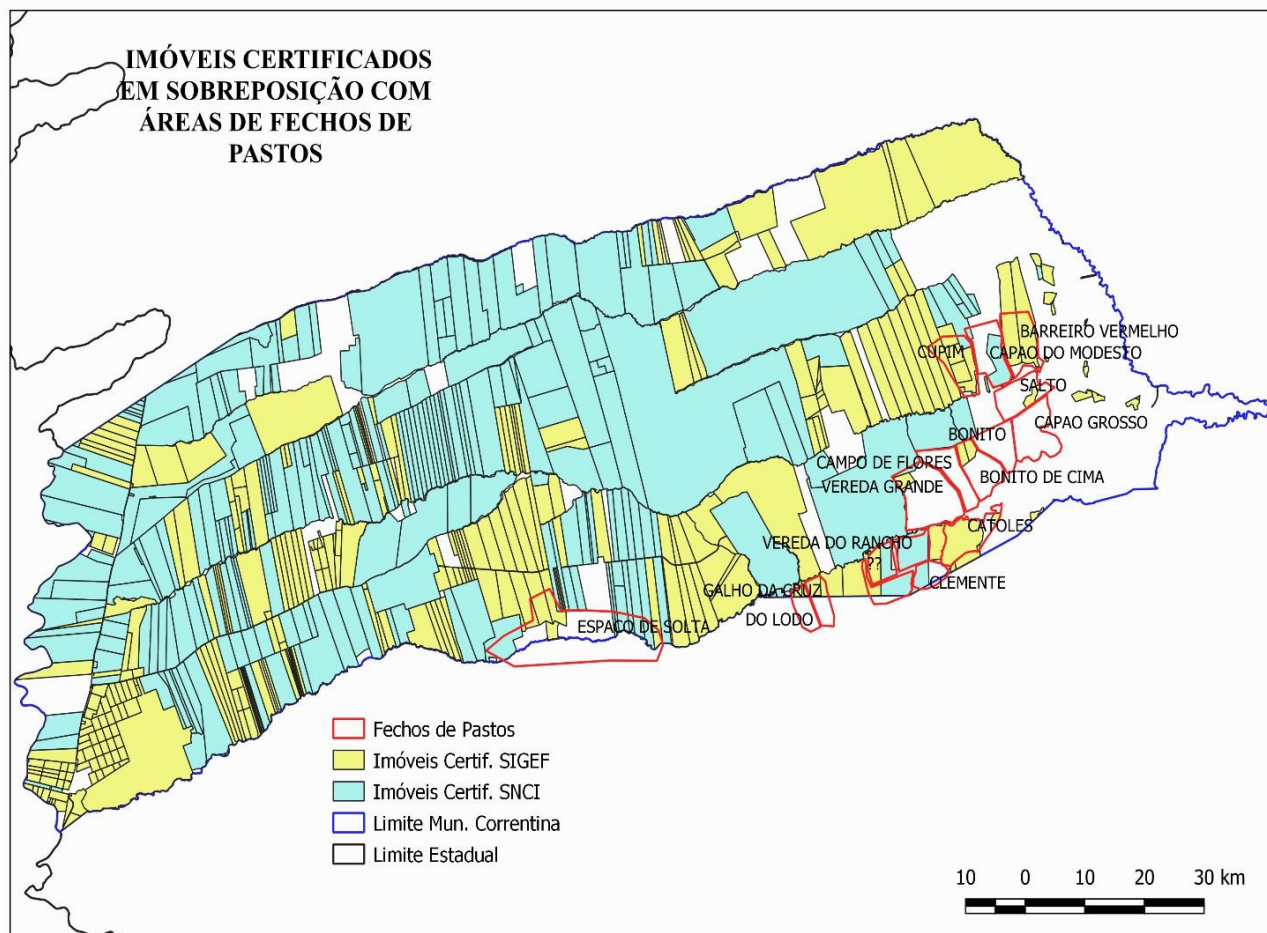 IMÓVEIS CERTIFICADOS
EM SOBREPOSIÇÃO COM
ÁREAS DE FECHOS DE
PASTOS
BARREIRO VERMELHO
CUPIM
CAPAO DO MODESTO
SALTO
CAPAO GROSSO
BONITO
CAMPO DE FLORES
BONITO DE CIMA
VEREDA GRANDE
CATOLES
VEREDA DO RANCHO
??
CLEMENTE
GALHO DA CRUZ
DO LODO
ESPACO DE SOLTA
Fechos de Pastos
Imóveis Certif. SIGEF
Imóveis Certif. SNCI
Limite Mun. Correntina
Limite Estadual
10 0 10 20 30 km